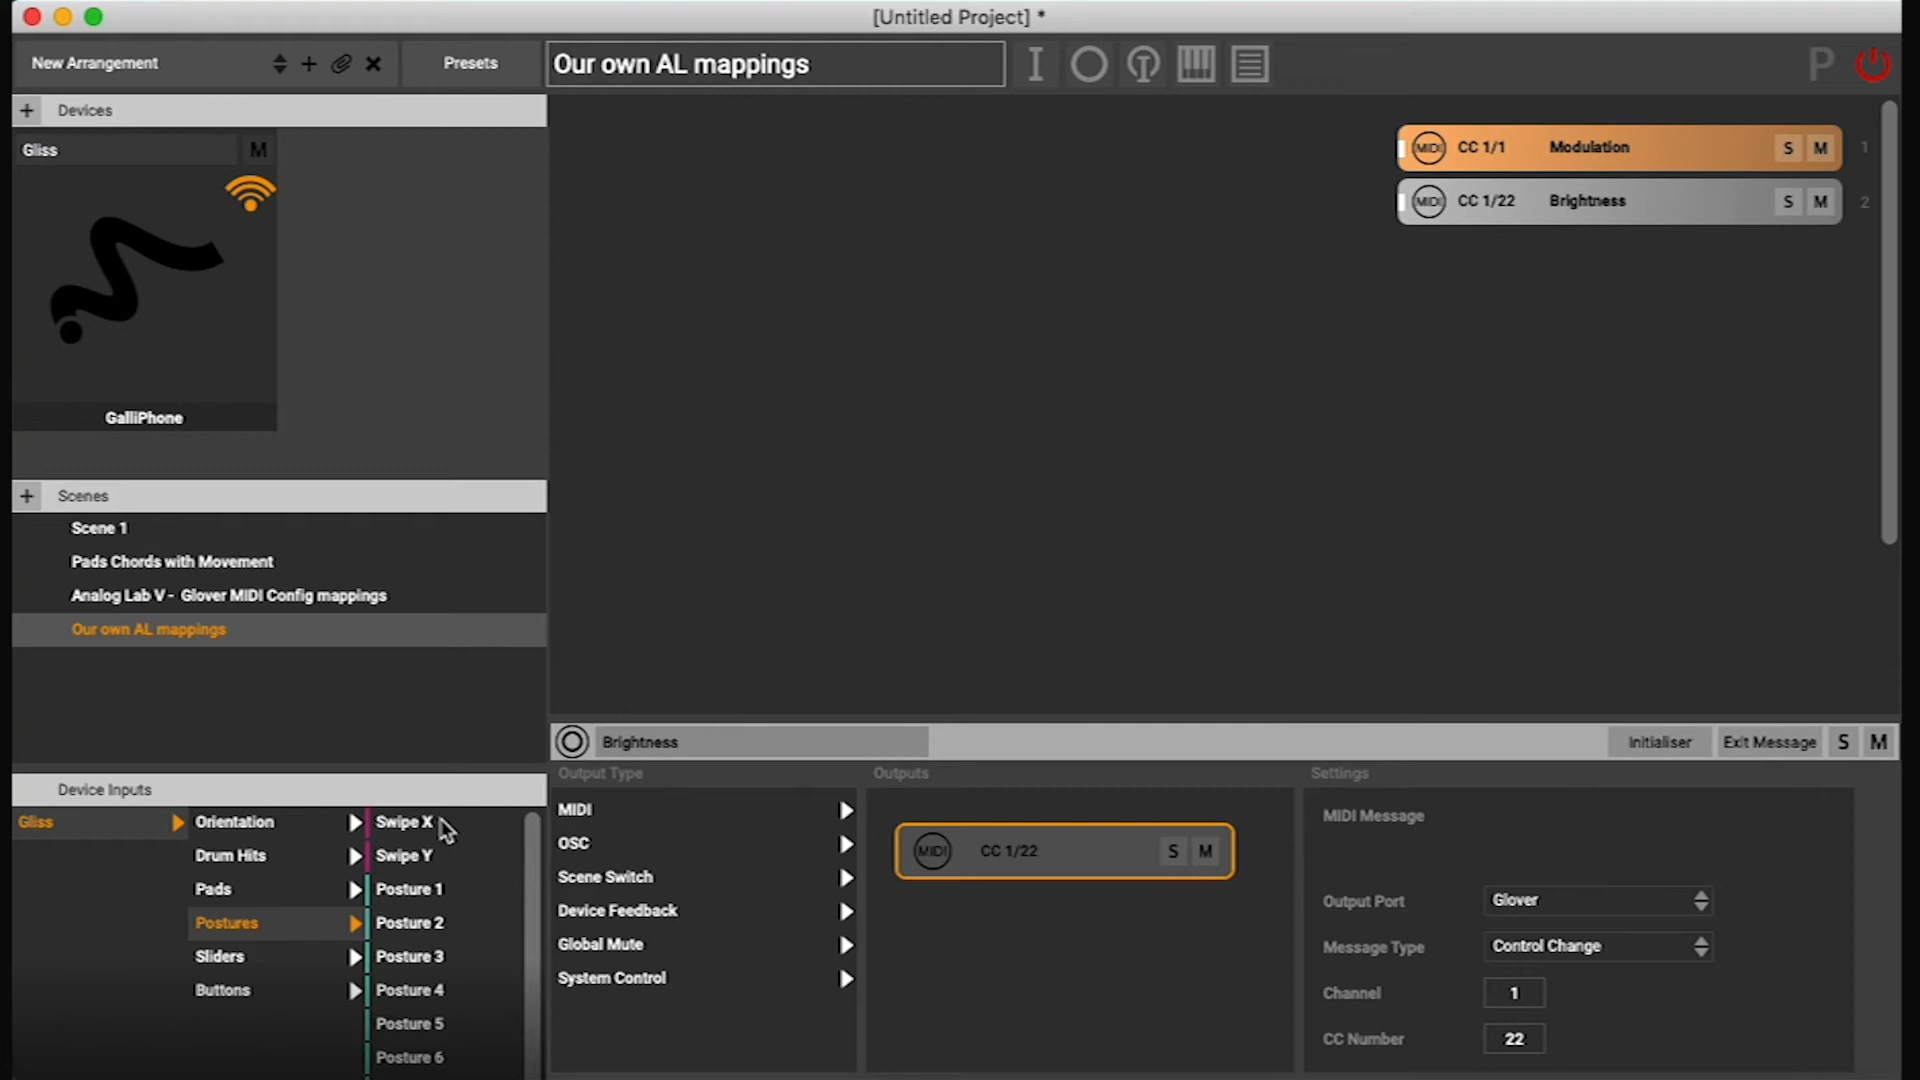 [Untitled Project] *
New Arrangement
Presets
Our own AL mappings
P
Devices
Gliss M
GalliPhone
MIDI CC 1/1 Modulation S M 1
MIDI CC 1/22 Brightness S M 2
Scenes
Scene 1
Pads Chords with Movement
Analog Lab V - Glover MIDI Config mappings
Our own AL mappings
Device Inputs
Gliss
Orientation
Drum Hits
Pads
Postures
Sliders
Buttons
Swipe X
Swipe Y
Posture 1
Posture 2
Posture 3
Posture 4
Posture 5
Posture 6
Brightness
Initialiser
Exit Message
S M
Output Type
MIDI
OSC
Scene Switch
Device Feedback
Global Mute
System Control
Outputs
MIDI CC 1/22 S M
Settings
MIDI Message
Output Port Glover
Message Type Control Change
Channel 1
CC Number 22